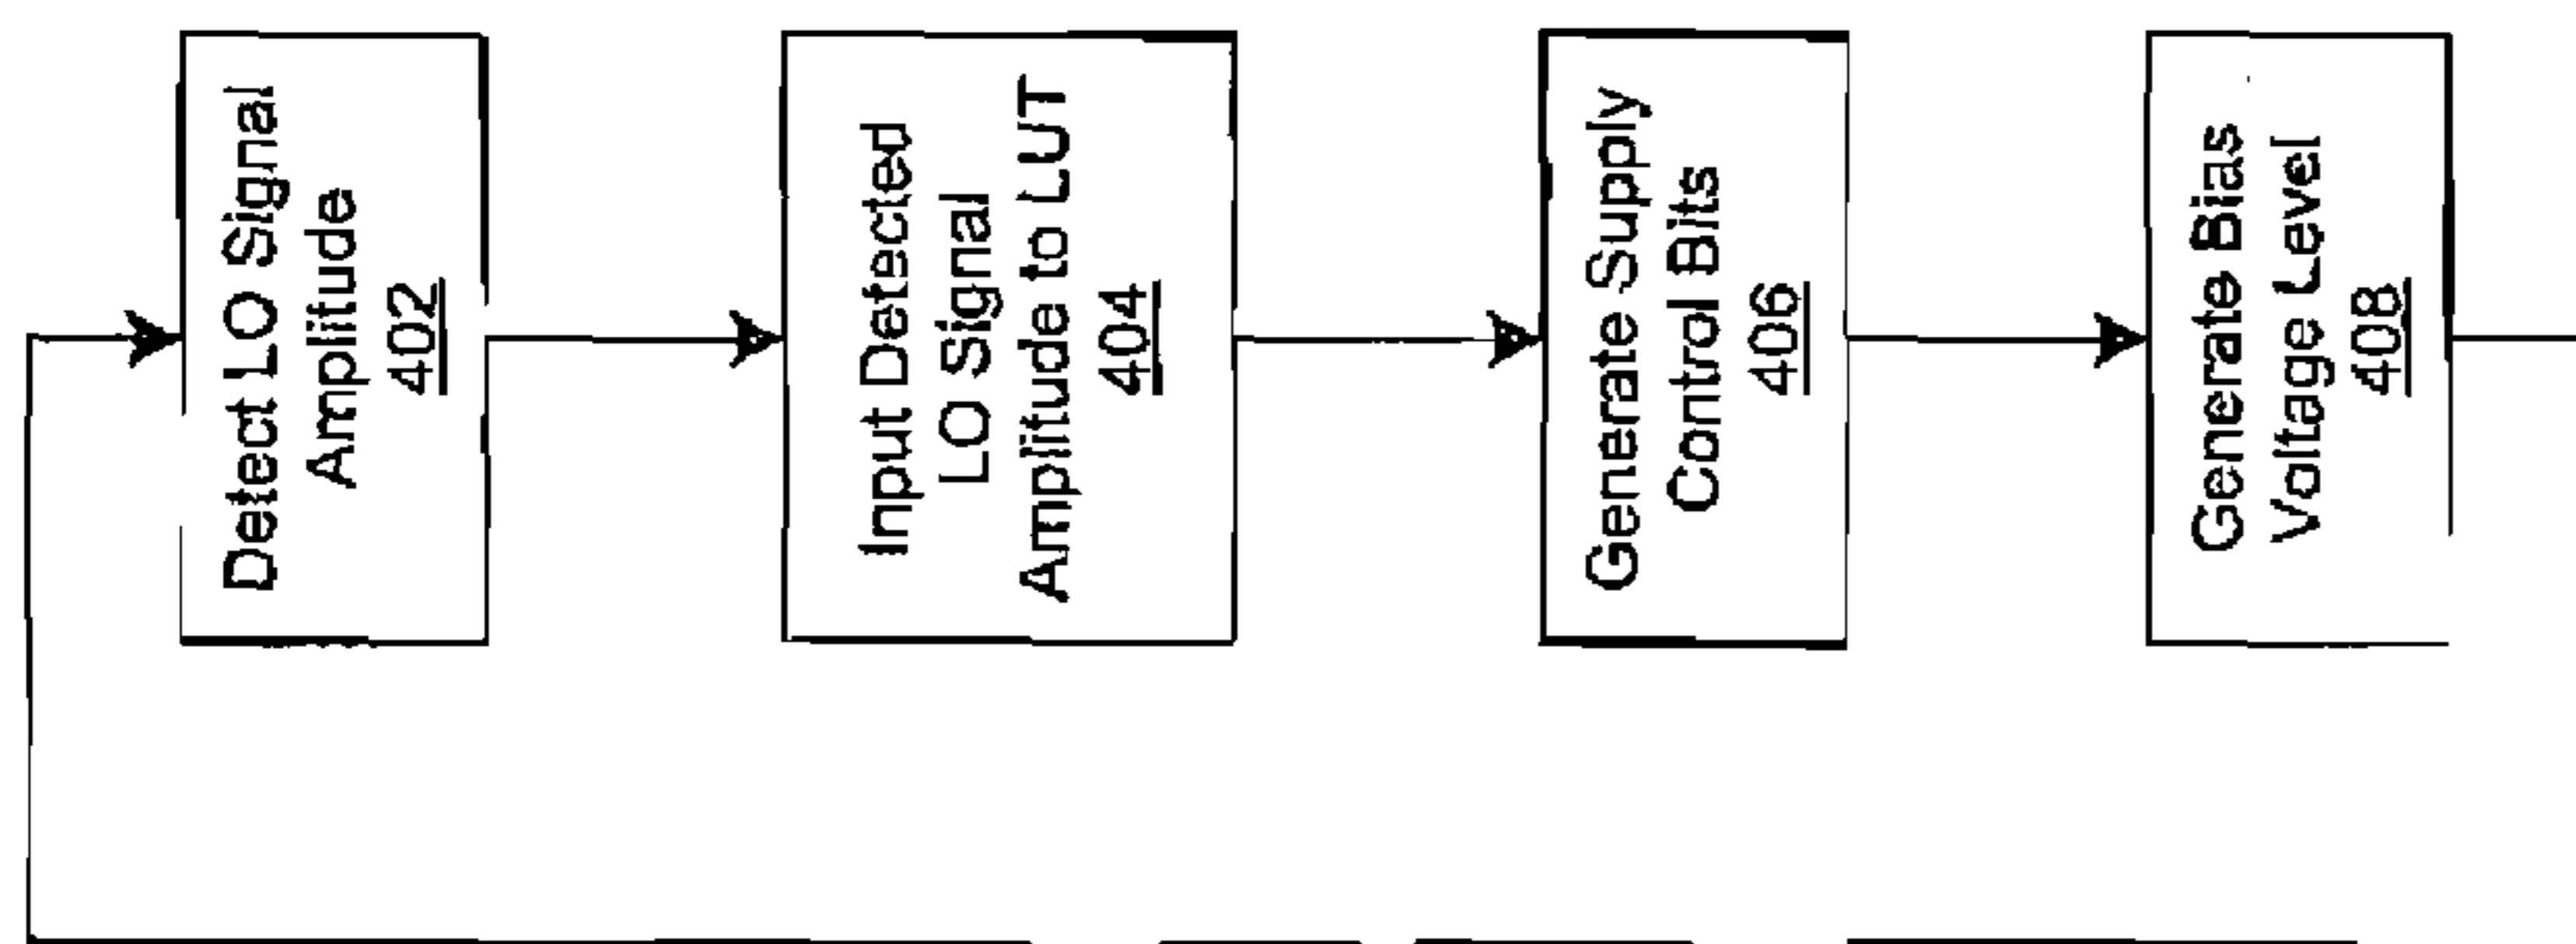 Detect LO Signal
Amplitude
402
Input Detected
LO Signal
Amplitude to LUT
404
Generate Supply
Control Bits
406
Generate Bias
Voltage Level
408